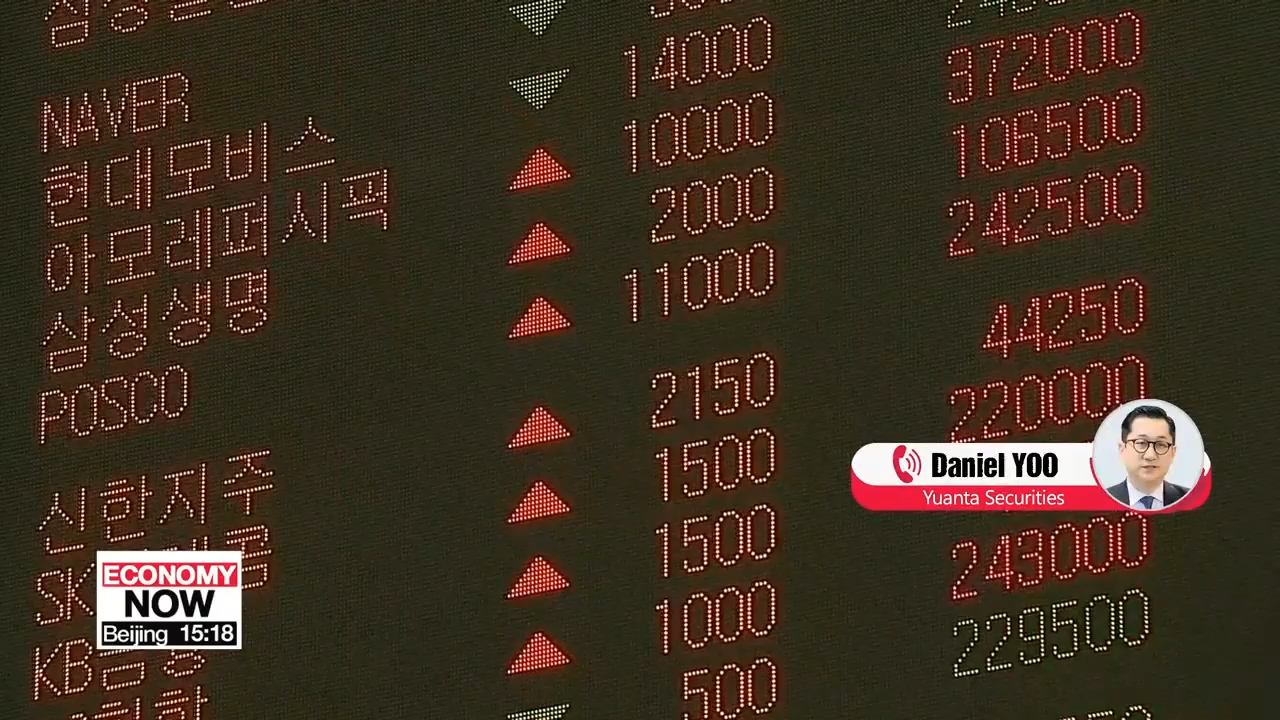 NAVER ▼
현대모비스 ▼ 14000
아모레퍼시픽 ▲ 10000 372000
삼성생명 ▲ 2000 106500
POSCO ▲ 11000 242500
신한지주 ▲ 2150 44250
SK ▲ 1500 220000
KB ▲ 1500
▲ 1000 243000
500 229500
Daniel YOO
Yuanta Securities
ECONOMY
NOW
Beijing 15:18